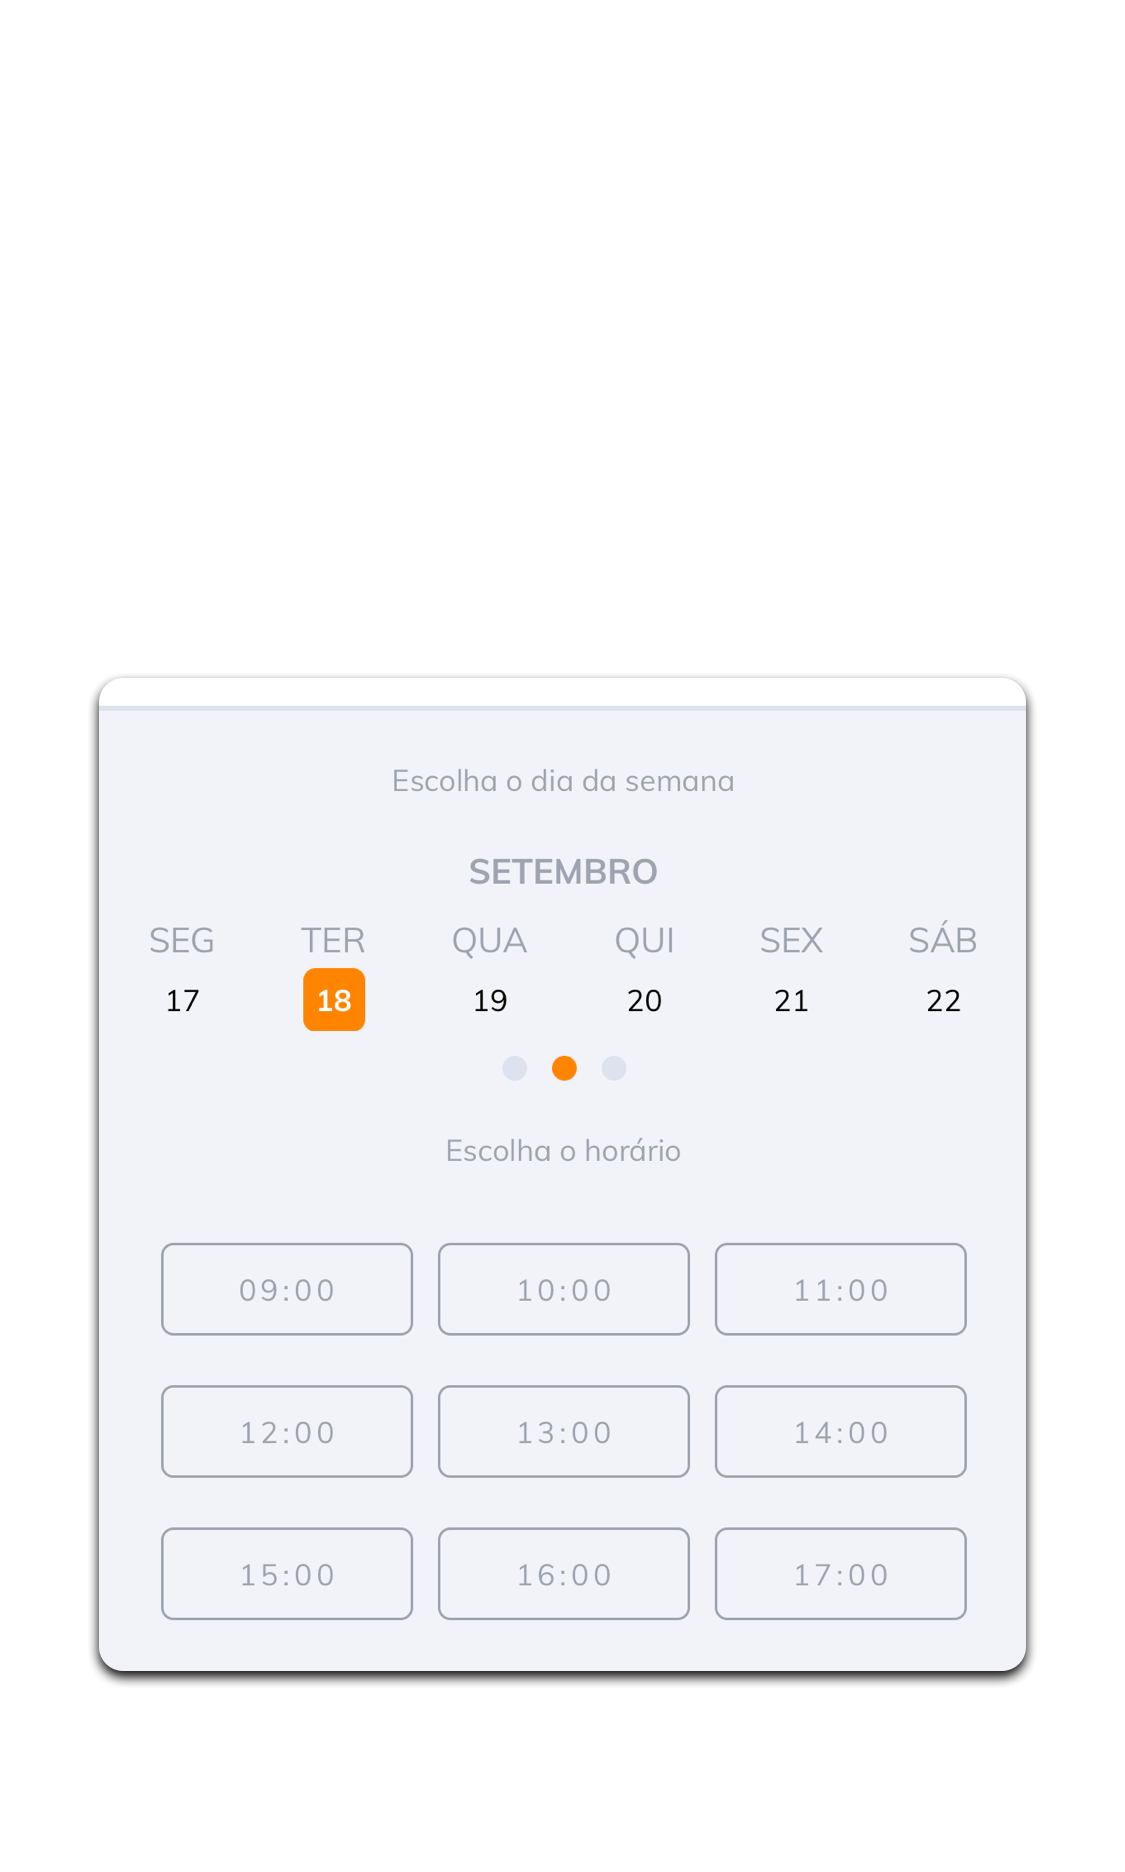 Escolha o dia da semana
SETEMBRO
SEG TER QUA QUI SEX SÁB
17 18 19 20 21 22
Escolha o horário
09:00 10:00 11:00
12:00 13:00 14:00
15:00 16:00 17:00